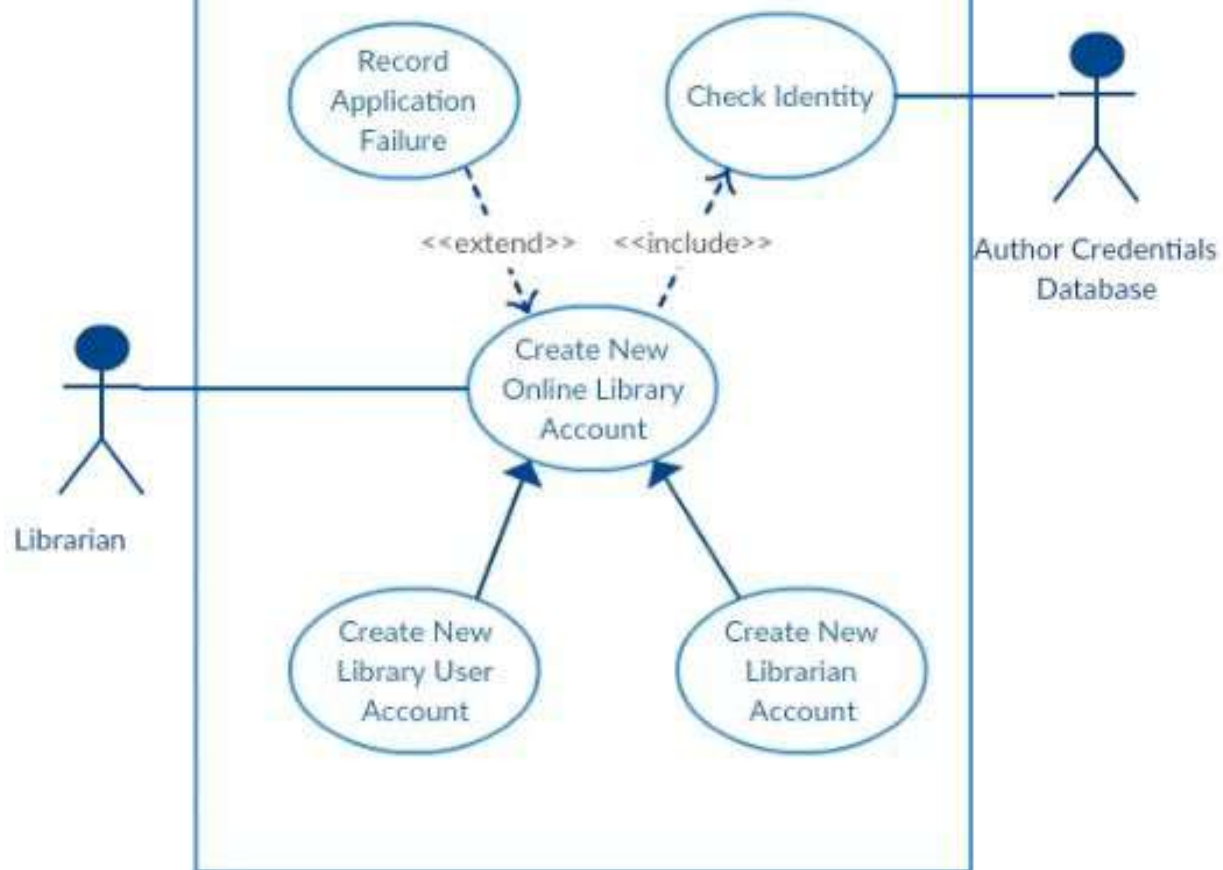 Record
Application
Failure
Check Identity
<<extend>>
<<include>>
Author Credentials
Database
Create New
Online Library
Account
Librarian
Create New
Library User
Account
Create New
Librarian
Account